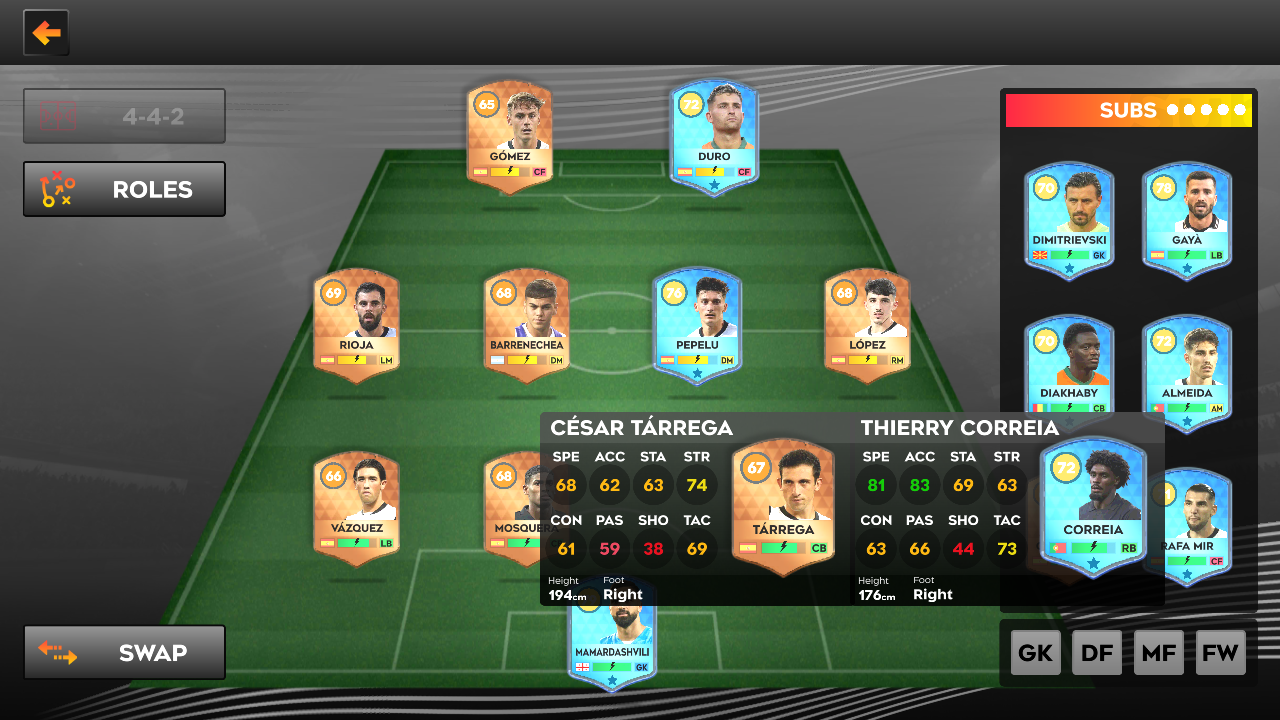 4-4-2
ROLES
SUBS
65
GÓMEZ
CF
72
DURO
CF
70
DIMITRIEVSKI
GK
78
GAYÀ
LB
69
RIOJA
LM
68
BARRENECHEA
DM
76
PEPELU
DM
68
LÓPEZ
RM
70
DIAKHABY
CB
72
ALMEIDA
AM
66
VÁZQUEZ
LB
68
MOSQUERA
CÉSAR TÁRREGA
SPE ACC STA STR
68 62 63 74
CON PAS SHO TAC
61 59 38 69
Height Foot
194cm Right
67
TÁRREGA
CB
THIERRY CORREIA
SPE ACC STA STR
81 83 69 63
CON PAS SHO TAC
63 66 44 73
Height Foot
176cm Right
72
CORREIA
RB
RAFA MIR
CF
MAMARDASHVILI
GK
SWAP
GK DF MF FW